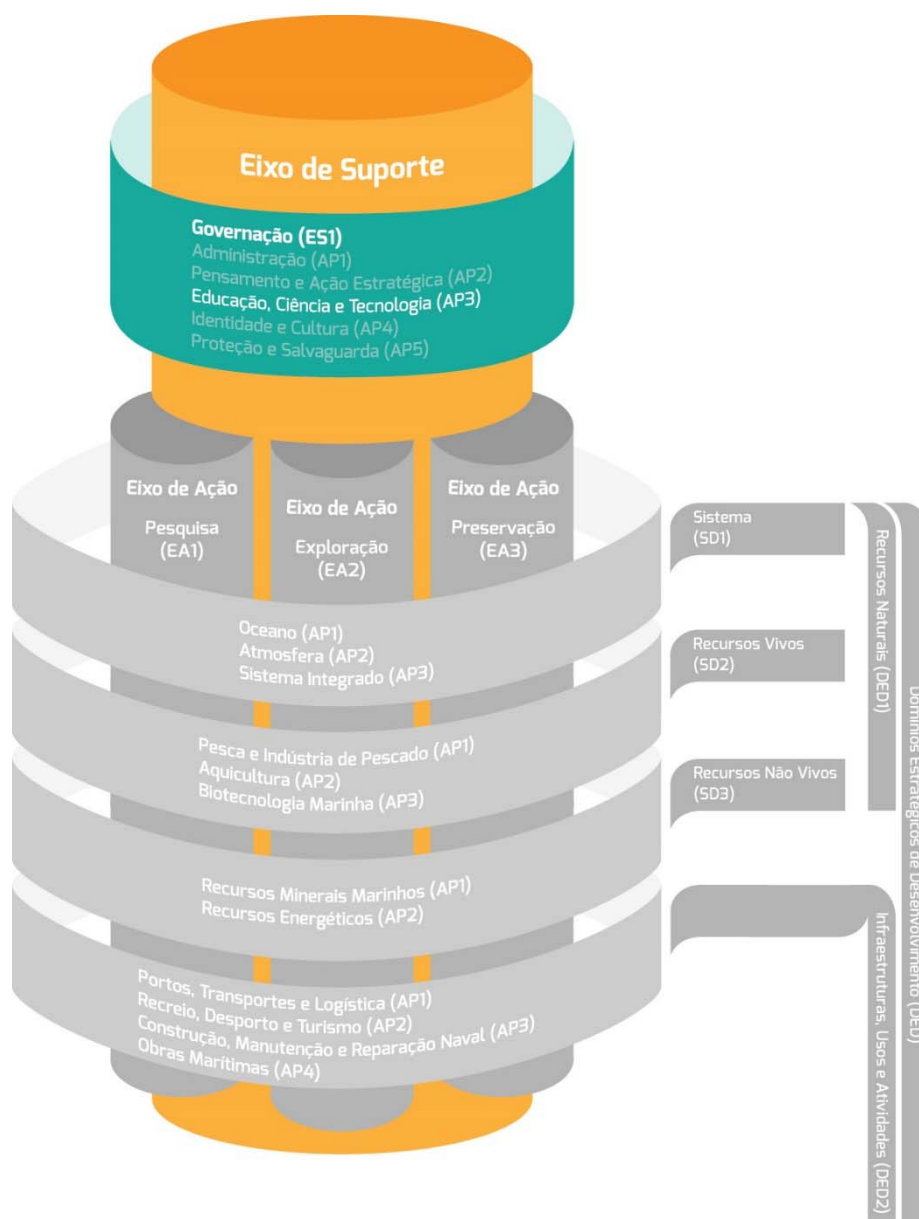 Eixo de Suporte
Governação (ES1)
Administração (AP1)
Pensamento e Ação Estratégica (AP2)
Educação, Ciência e Tecnologia (AP3)
Identidade e Cultura (AP4)
Proteção e Salvaguarda (AP5)
Eixo de Ação
Pesquisa
(EA1)
Eixo de Ação
Exploração
(EA2)
Eixo de Ação
Preservação
(EA3)
Oceano (AP1)
Atmosfera (AP2)
Sistema Integrado (AP3)
Pesca e Indústria de Pescado (AP1)
Aquicultura (AP2)
Biotecnologia Marinha (AP3)
Recursos Minerais Marinhos (AP1)
Recursos Energéticos (AP2)
Portos, Transportes e Logística (AP1)
Recreio, Desporto e Turismo (AP2)
Construção, Manutenção e Reparação Naval (AP3)
Obras Marítimas (AP4)
Sistema
(SD1)
Recursos Vivos
(SD2)
Recursos Não Vivos
(SD3)
Recursos Naturais (DED1)
Infraestruturas, Usos e Atividades (DED2)
Domínios Estratégicos de Desenvolvimento (DED)